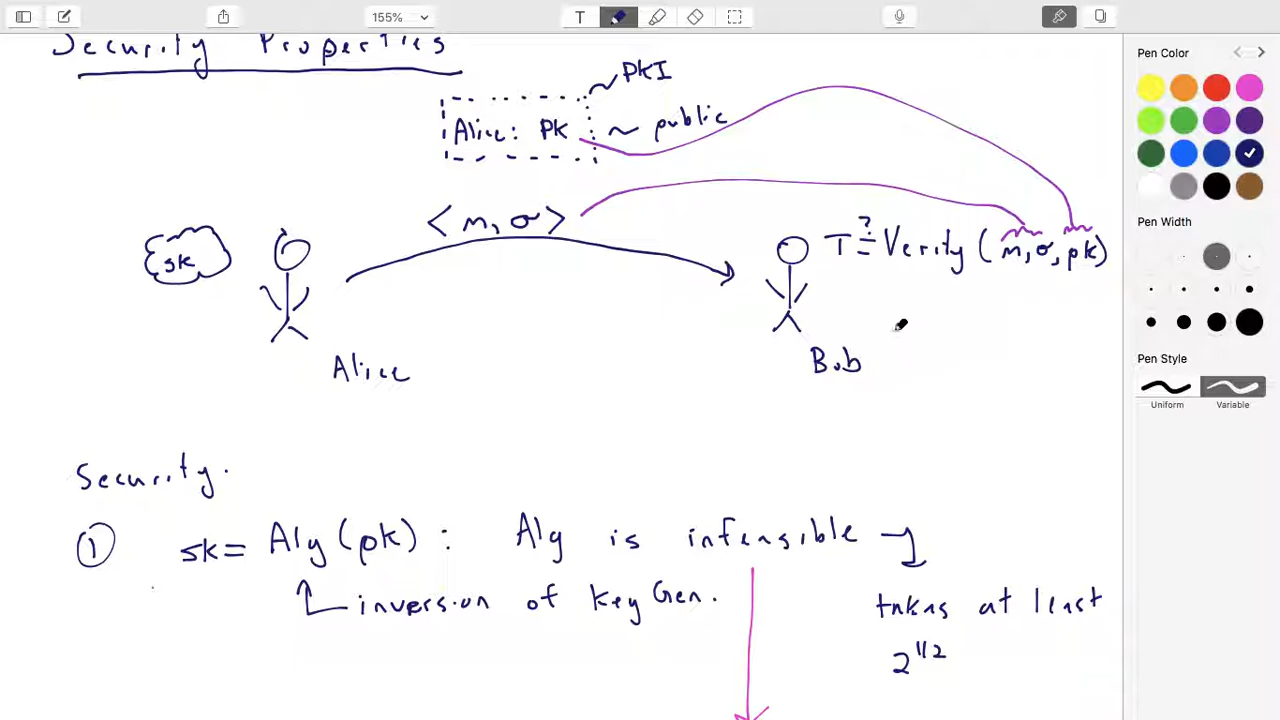 155%
T
Pen Color
Security Properties
PKI
Alice: PK ~ public
Pen Width
<m, σ>
T ?= Verify (m, σ, pk)
sk
Alice
Bob
Pen Style
Uniform Variable
Security.
① sk = Alg(pk) : Alg is infeasible
inversion of KeyGen.
takes at least
2^112